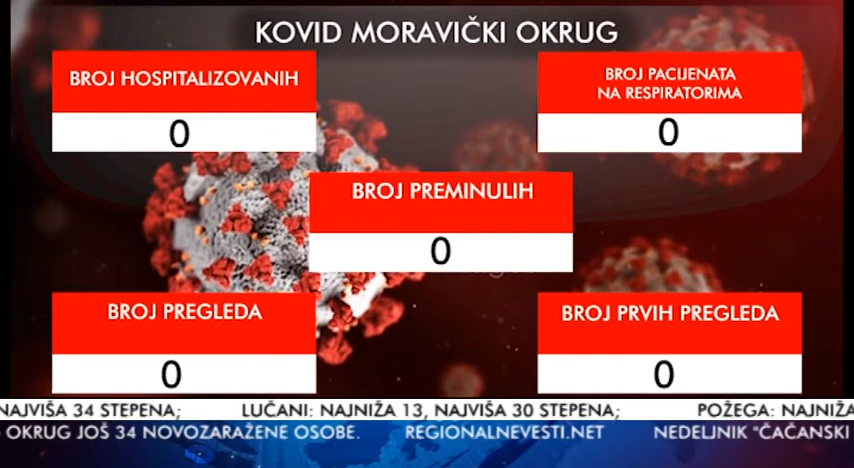 KOVID MORAVIČKI OKRUG
BROJ HOSPITALIZOVANIH
0
BROJ PACIJENATA
NA RESPIRATORIMA
0
BROJ PREMINULIH
0
BROJ PREGLEDA
0
BROJ PRVIH PREGLEDA
0
NAJVIŠA 34 STEPENA; LUČANI: NAJNIŽA 13, NAJVIŠA 30 STEPENA; POŽEGA: NAJNIŽA
OKRUG JOŠ 34 NOVOZARAŽENE OSOBE. REGIONALNEVESTI.NET NEDELJNIK "ČAČANSKI